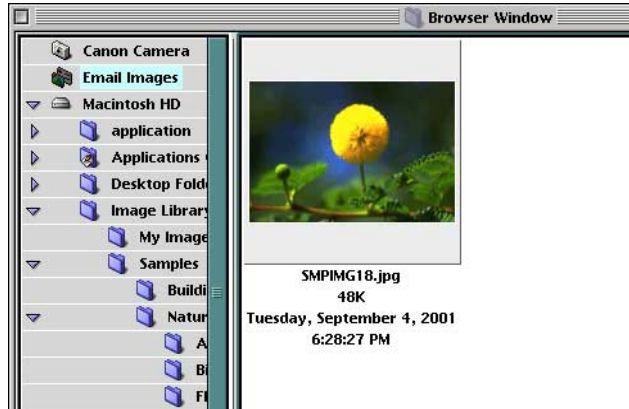 Browser Window
Canon Camera
Email Images
Macintosh HD
application
Applications
Desktop Folde
Image Library
My Image
Samples
Buildi
Natur
A
Bi
Fl
SMPIMG18.jpg
48K
Tuesday, September 4, 2001
6:28:27 PM